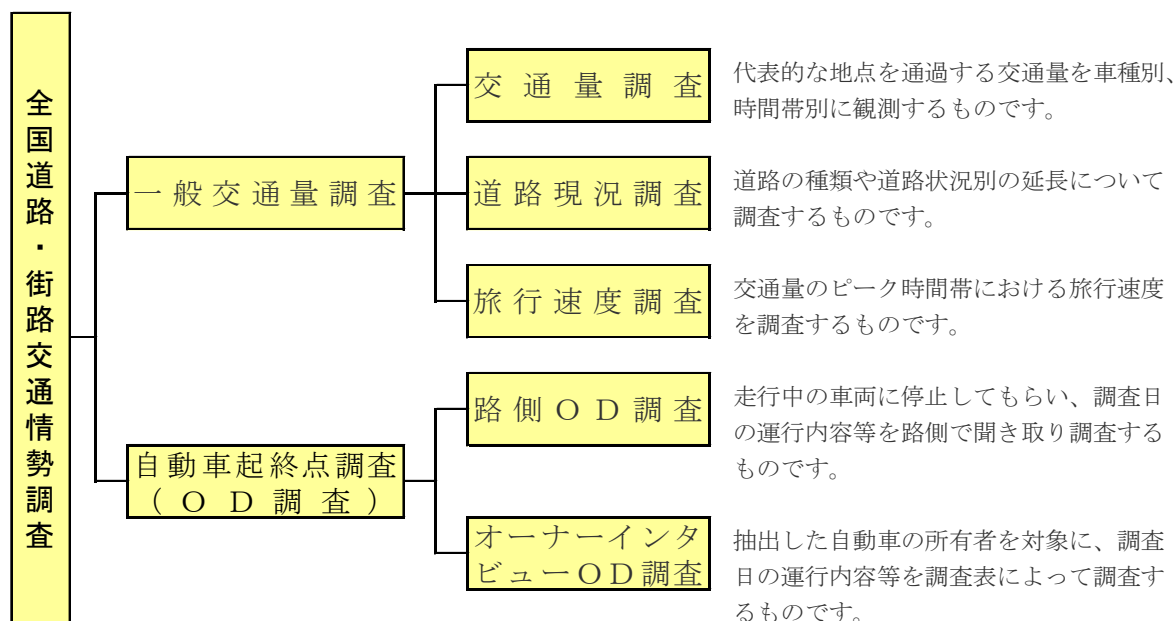 全国道路・街路交通情勢調査
一般交通量調査
交通量調査
代表的な地点を通過する交通量を車種別、
時間帯別に観測するものです。
道路現況調査
道路の種類や道路状況別の延長について
調査するものです。
旅行速度調査
交通量のピーク時間帯における旅行速度
を調査するものです。
自動車起終点調査
(ＯＤ調査)
路側ＯＤ調査
走行中の車両に停止してもらい、調査日
の運行内容等を路側で聞き取り調査する
ものです。
オーナーインタ
ビューＯＤ調査
抽出した自動車の所有者を対象に、調査
日の運行内容等を調査表によって調査す
るものです。